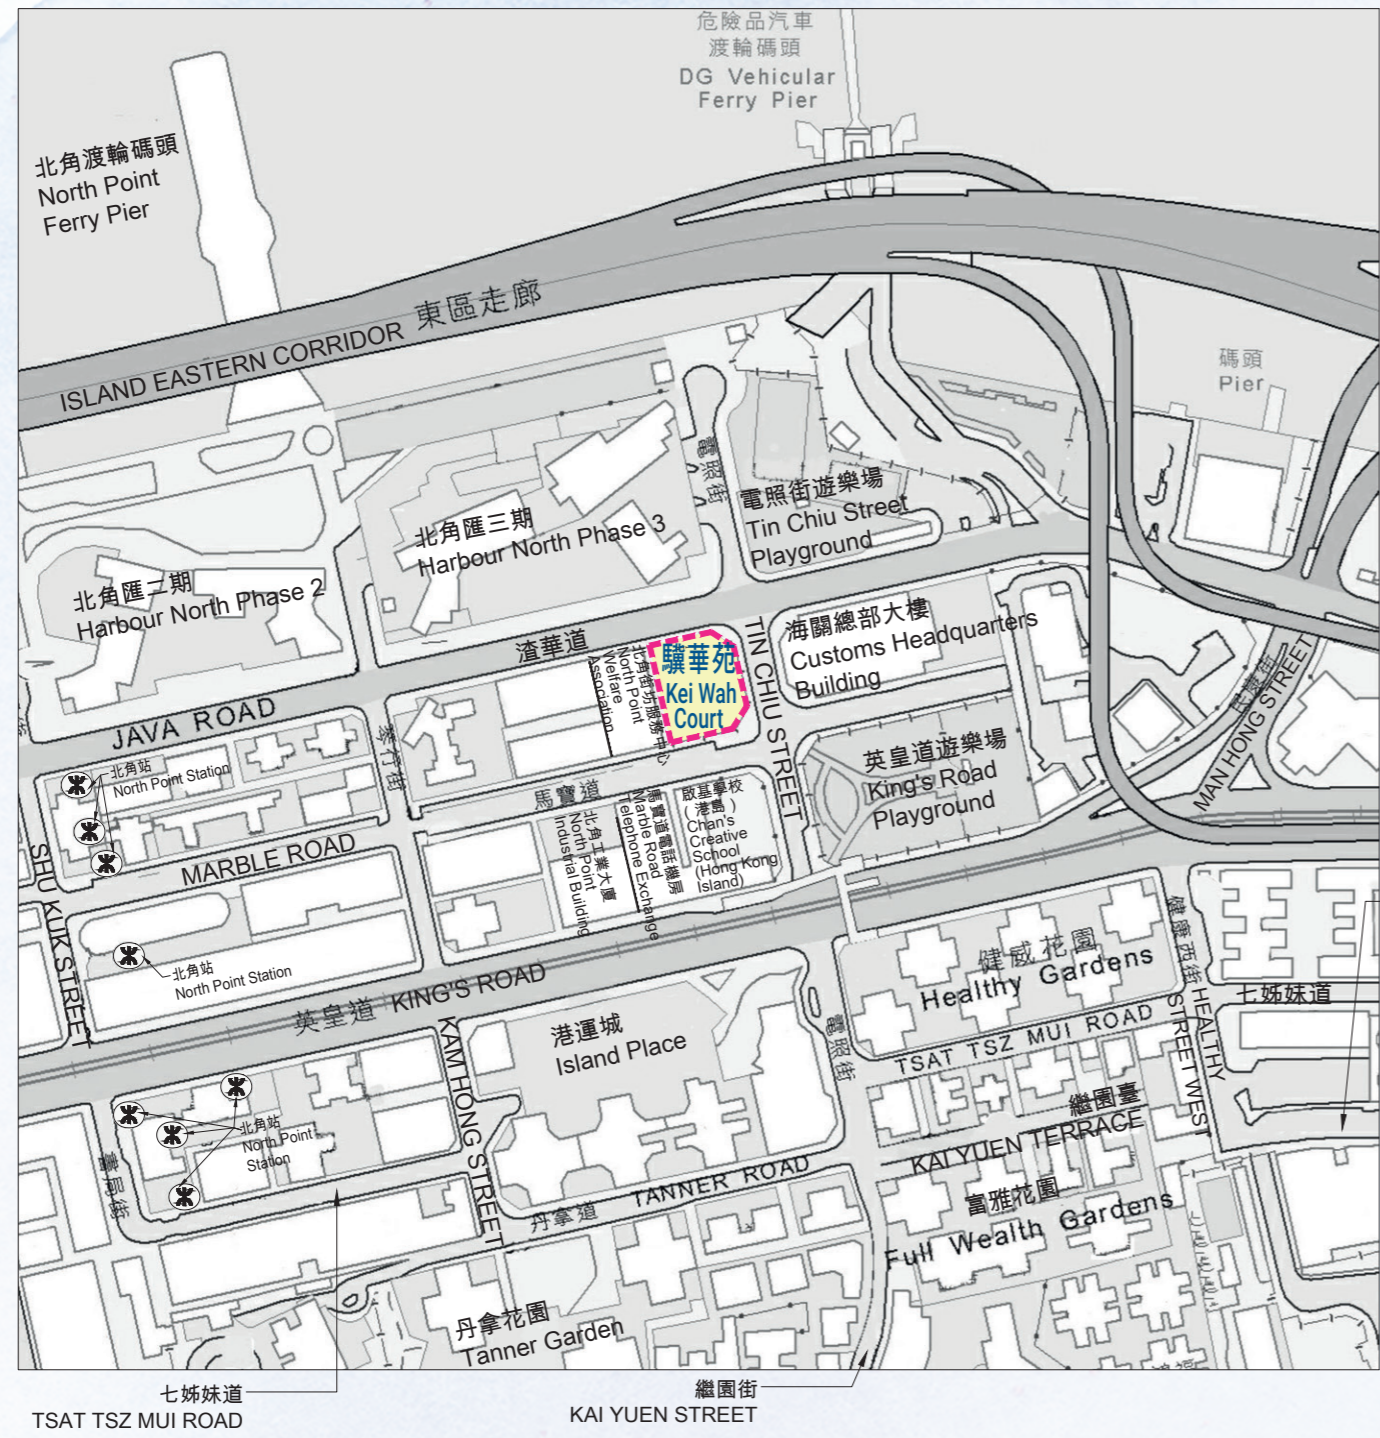 危險品汽車
渡輪碼頭
DG Vehicular
Ferry Pier
北角渡輪碼頭
North Point
Ferry Pier
東區走廊
ISLAND EASTERN CORRIDOR
碼頭
Pier
電照街
電照街遊樂場
Tin Chiu Street
Playground
北角匯三期
Harbour North Phase 3
北角匯二期
Harbour North Phase 2
渣華道
JAVA ROAD
北角街坊服務中心
North Point
Welfare
Association
驥華苑
Kei Wah
Court
TIN CHIU STREET
海關總部大樓
Customs Headquarters
Building
民康街
MAN HONG STREET
琴行街
北角站
North Point Station
馬寶道
MARBLE ROAD
英皇道遊樂場
King's Road
Playground
北角工業大廈
North Point
Industrial Building
馬寶道電話機房
Marble Road
Telephone Exchange
啟基學校
（港島）
Chan's
Creative
School
(Hong Kong
Island)
SHU KUK STREET
北角站
North Point Station
英皇道
KING'S ROAD
健威花園
Healthy Gardens
健康西街
HEALTHY
STREET WEST
七姊妹道
TSAT TSZ MUI ROAD
港運城
Island Place
電照街
KAM HONG STREET
北角站
North Point
Station
書局街
繼園臺
KAI YUEN TERRACE
丹拿道
TANNER ROAD
富雅花園
Full Wealth Gardens
丹拿花園
Tanner Garden
七姊妹道
TSAT TSZ MUI ROAD
繼園街
KAI YUEN STREET